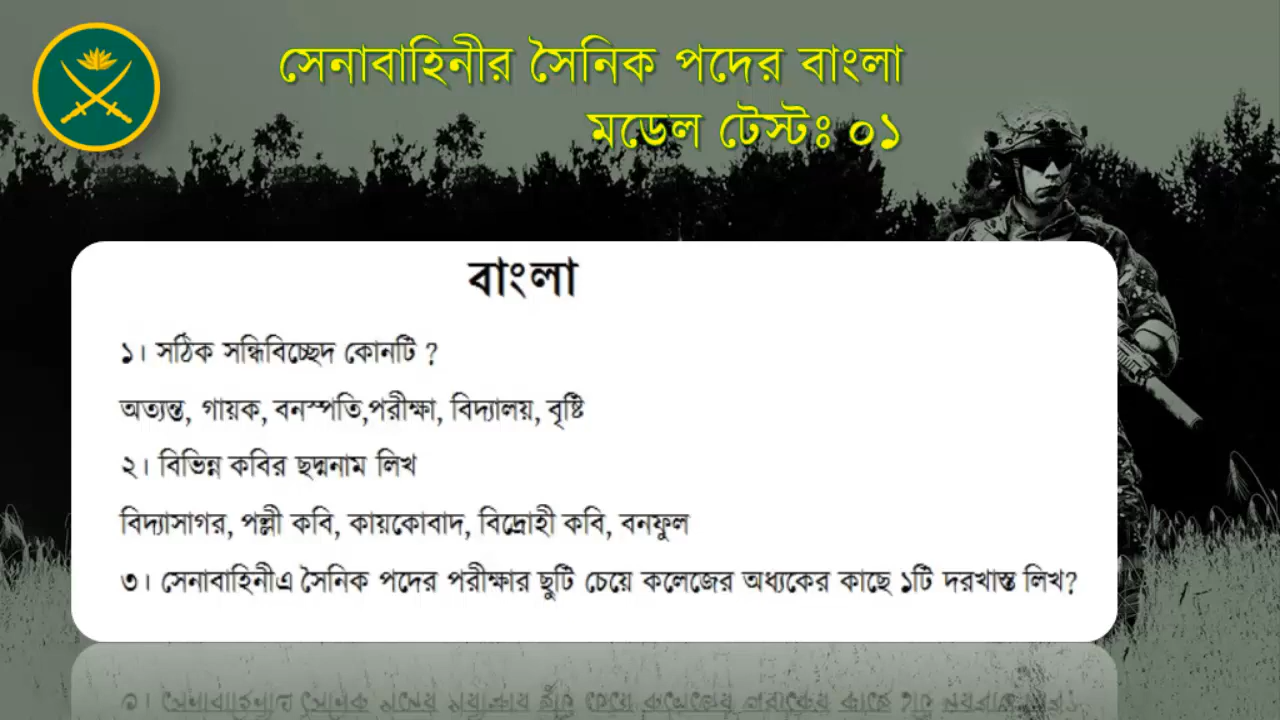 সেনাবাহিনীর সৈনিক পদের বাংলা
মডেল টেস্টঃ ০১
বাংলা
১। সঠিক সন্ধিবিচ্ছেদ কোনটি ?
অত্যন্ত, গায়ক, বনস্পতি,পরীক্ষা, বিদ্যালয়, বৃষ্টি
২। বিভিন্ন কবির ছদ্মনাম লিখ
বিদ্যাসাগর, পল্লী কবি, কায়কোবাদ, বিদ্রোহী কবি, বনফুল
৩। সেনাবাহিনীএ সৈনিক পদের পরীক্ষার ছুটি চেয়ে কলেজের অধ্যকের কাছে ১টি দরখাস্ত লিখ?